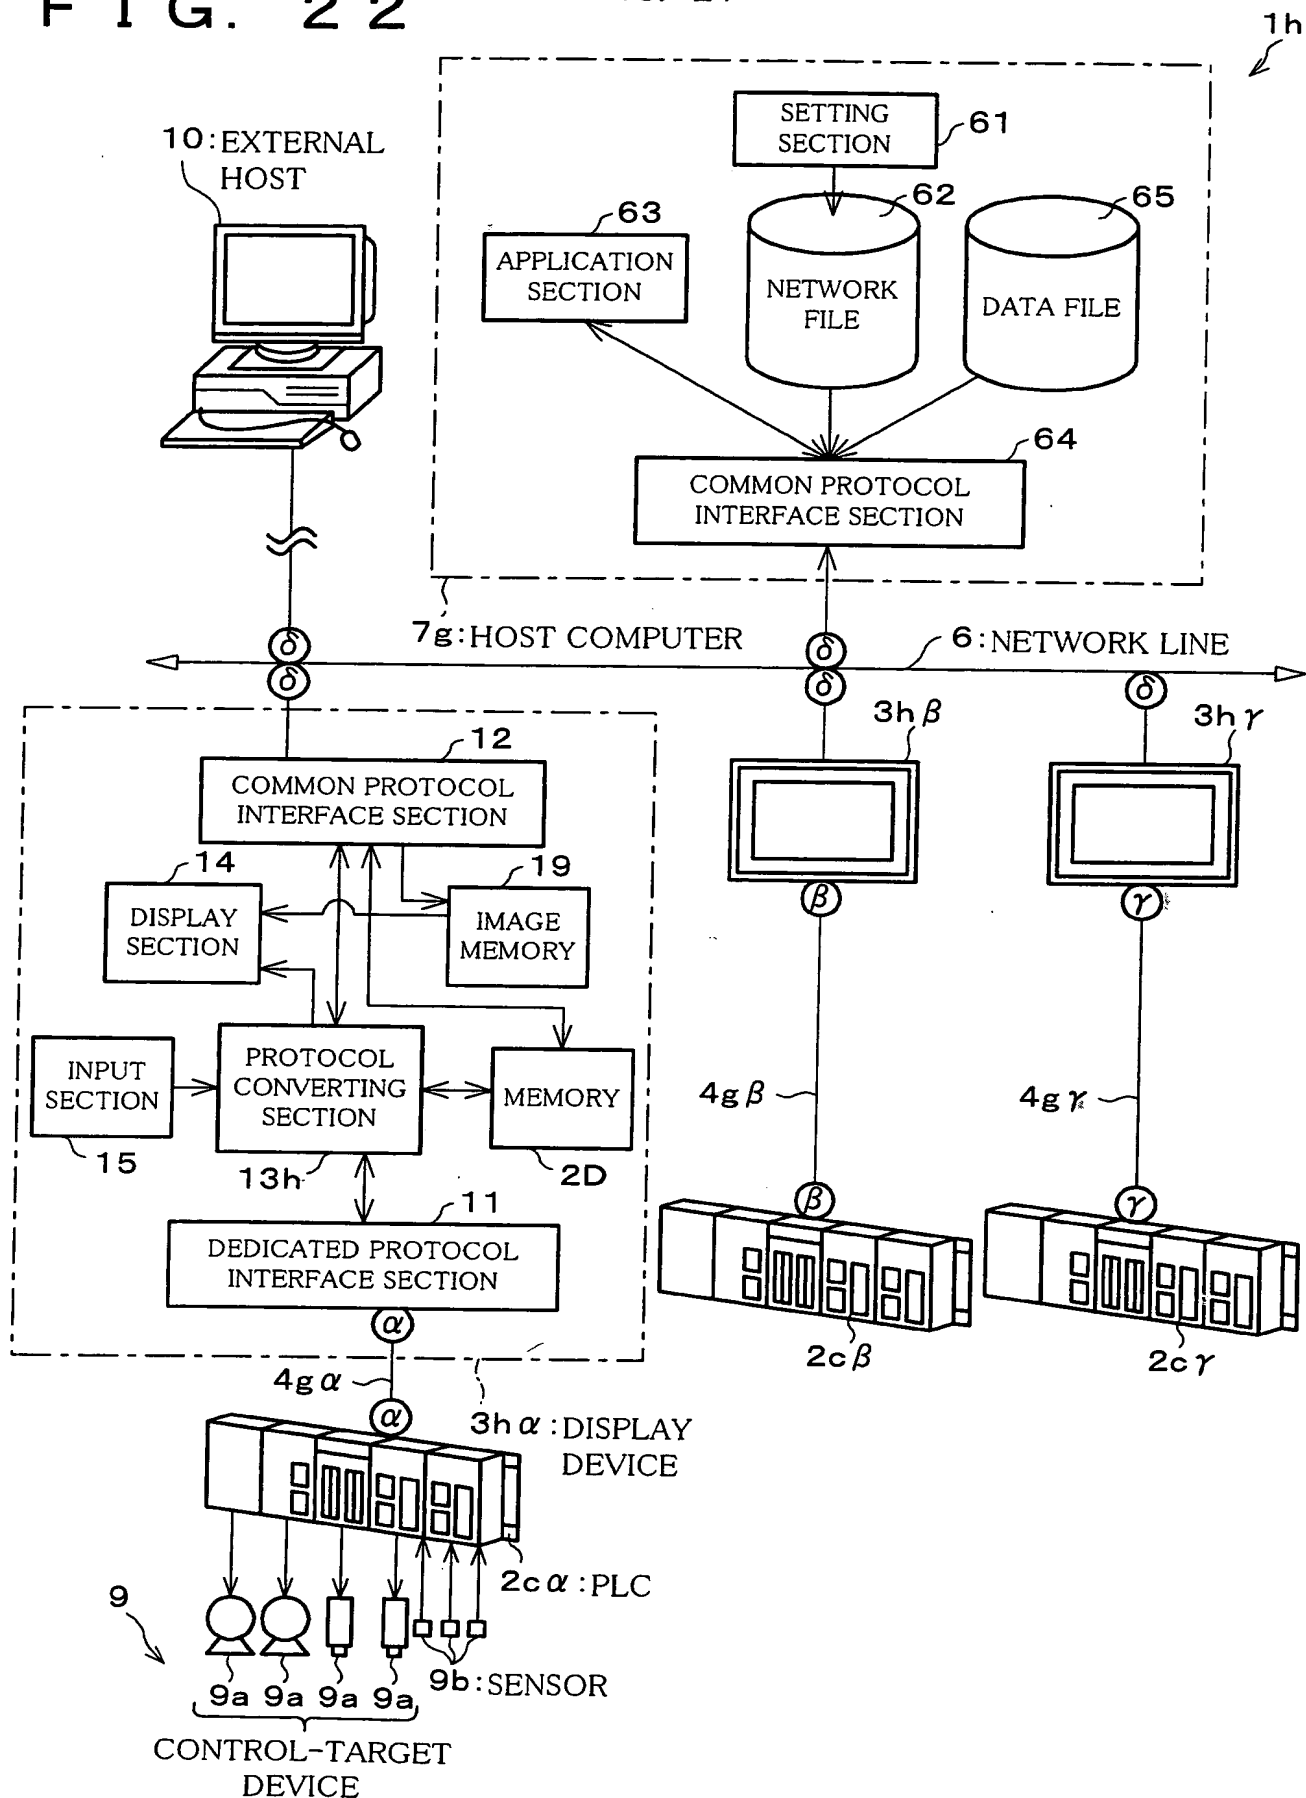 FIG. 22
1h
SETTING
SECTION
61
10:EXTERNAL
HOST
62
65
63
APPLICATION
SECTION
NETWORK
FILE
DATA FILE
64
COMMON PROTOCOL
INTERFACE SECTION
7g:HOST COMPUTER
δ
δ
6:NETWORK LINE
δ
δ
δ
3hβ
3hγ
12
COMMON PROTOCOL
INTERFACE SECTION
14
19
DISPLAY
SECTION
IMAGE
MEMORY
β
γ
INPUT
SECTION
PROTOCOL
CONVERTING
SECTION
MEMORY
4gβ
4gγ
15
13h
2D
11
DEDICATED PROTOCOL
INTERFACE SECTION
β
γ
α
2cβ
2cγ
4gα
α
3hα:DISPLAY
DEVICE
2cα:PLC
9
9b:SENSOR
9a 9a 9a 9a
CONTROL-TARGET
DEVICE